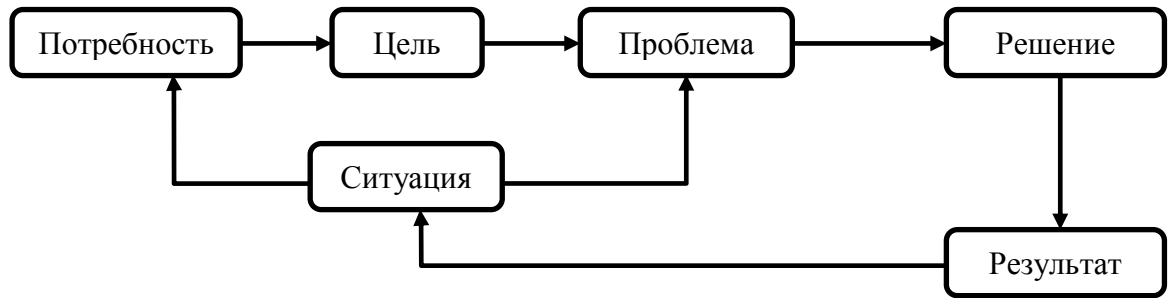 Потребность
Цель
Проблема
Решение
Ситуация
Результат